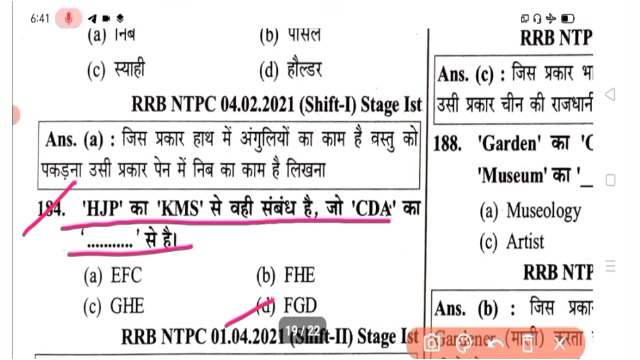 6:41
(a) निब
(b) पेंसिल
(c) स्याही
(d) हौल्डर
RRB NTPC 04.02.2021 (Shift-I) Stage Ist
Ans. (a) : जिस प्रकार हाथ में अंगुलियों का काम है वस्तु को
पकड़ना उसी प्रकार पेन में निब का काम है लिखना
184. 'HJP' का 'KMS' से वही संबंध है, जो 'CDA' का
'...........' से है।
(a) EFC
(b) FHE
(c) GHE
(d) FGD
RRB NTPC 01.04.2021 (Shift-II) Stage Ist
19 / 22
RRB NTP
Ans. (c) : जिस प्रकार भा
उसी प्रकार चीन की राजधानी
188. 'Garden' का 'G
'Museum' का '_
(a) Museology
(c) Artist
RRB NTP
Ans. (b) : जिस प्रका
Gardener (माली) करता